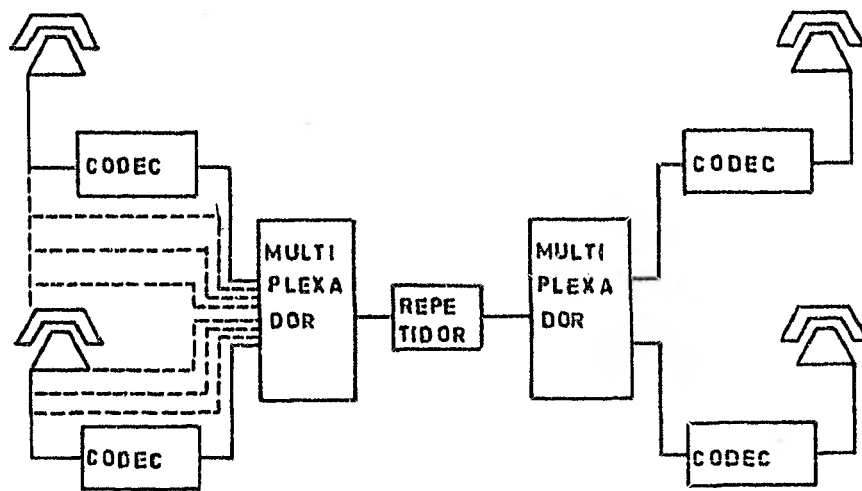 CODEC
CODEC
MULTI
PLEXA
DOR
REPE
TIDOR
MULTI
PLEXA
DOR
CODEC
CODEC